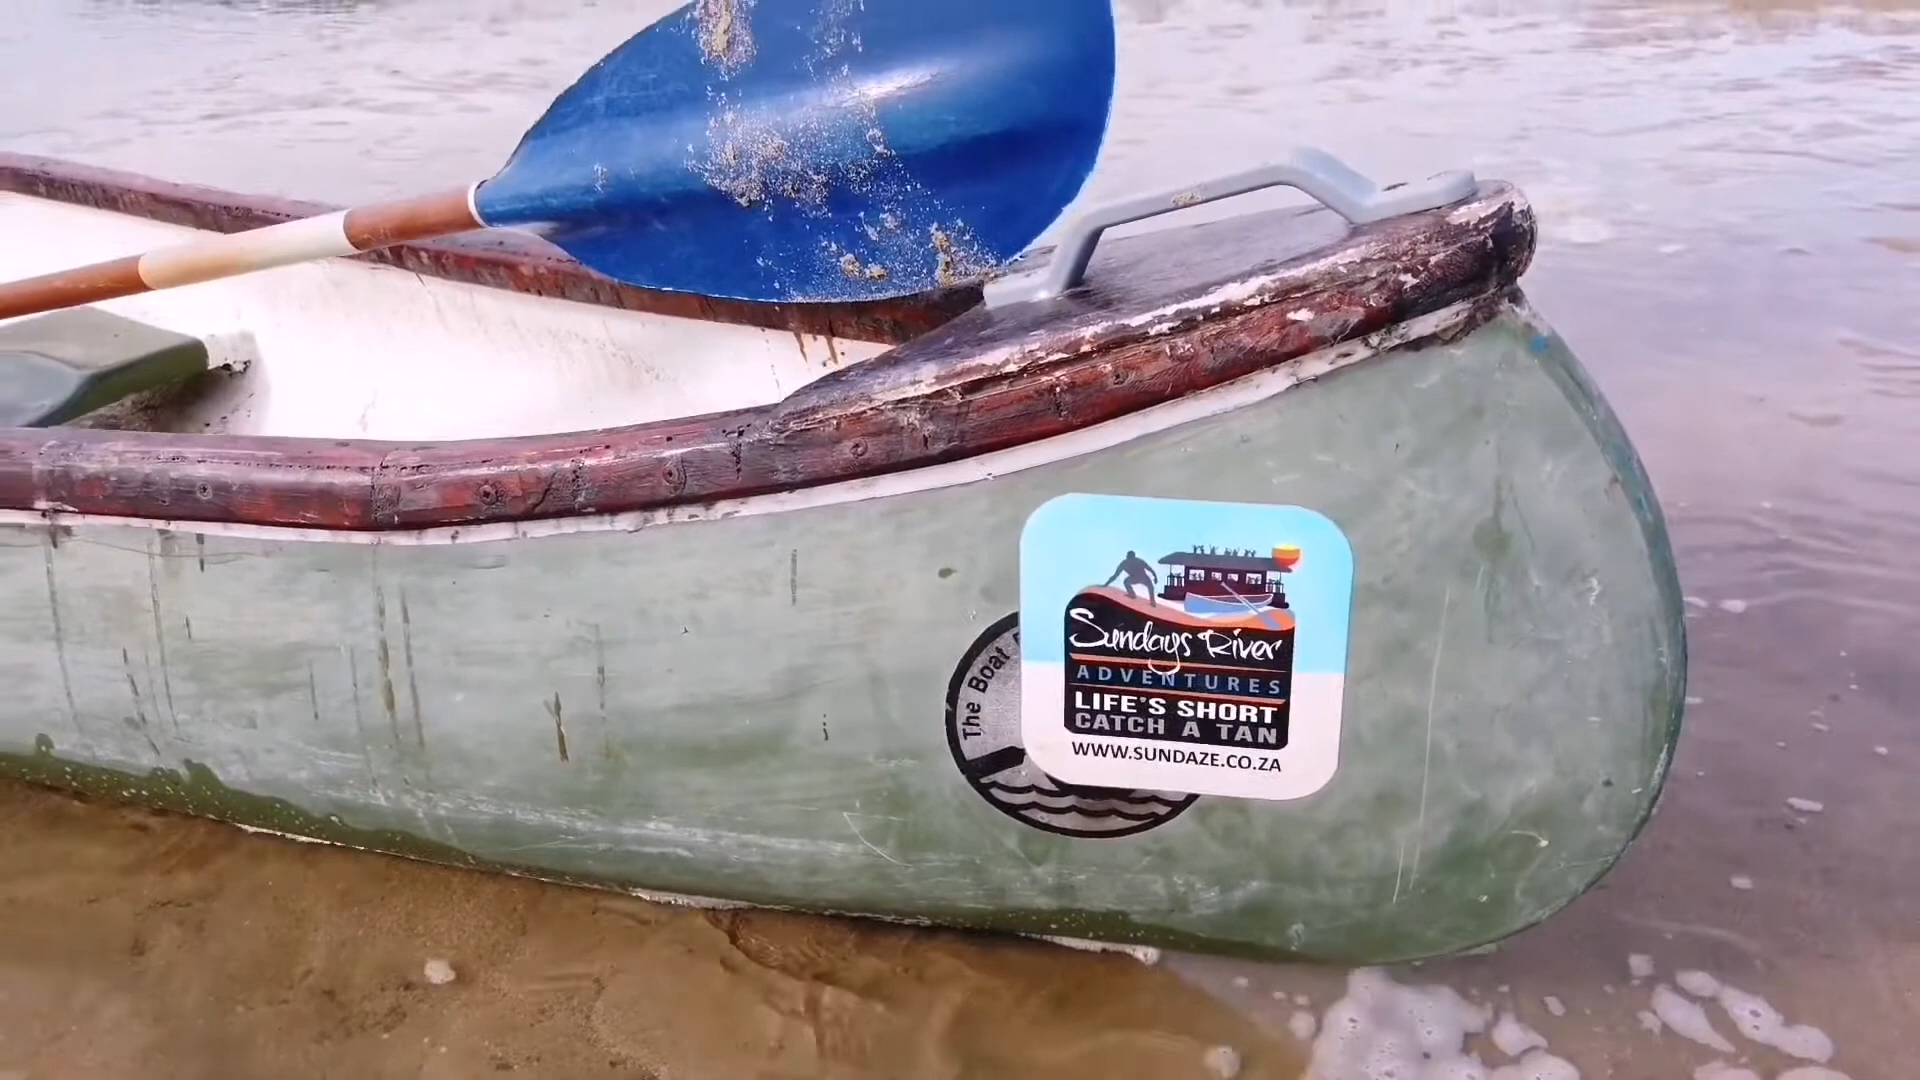 The Boat
Sundays River
ADVENTURES
LIFE'S SHORT
CATCH A TAN
WWW.SUNDAZE.CO.ZA